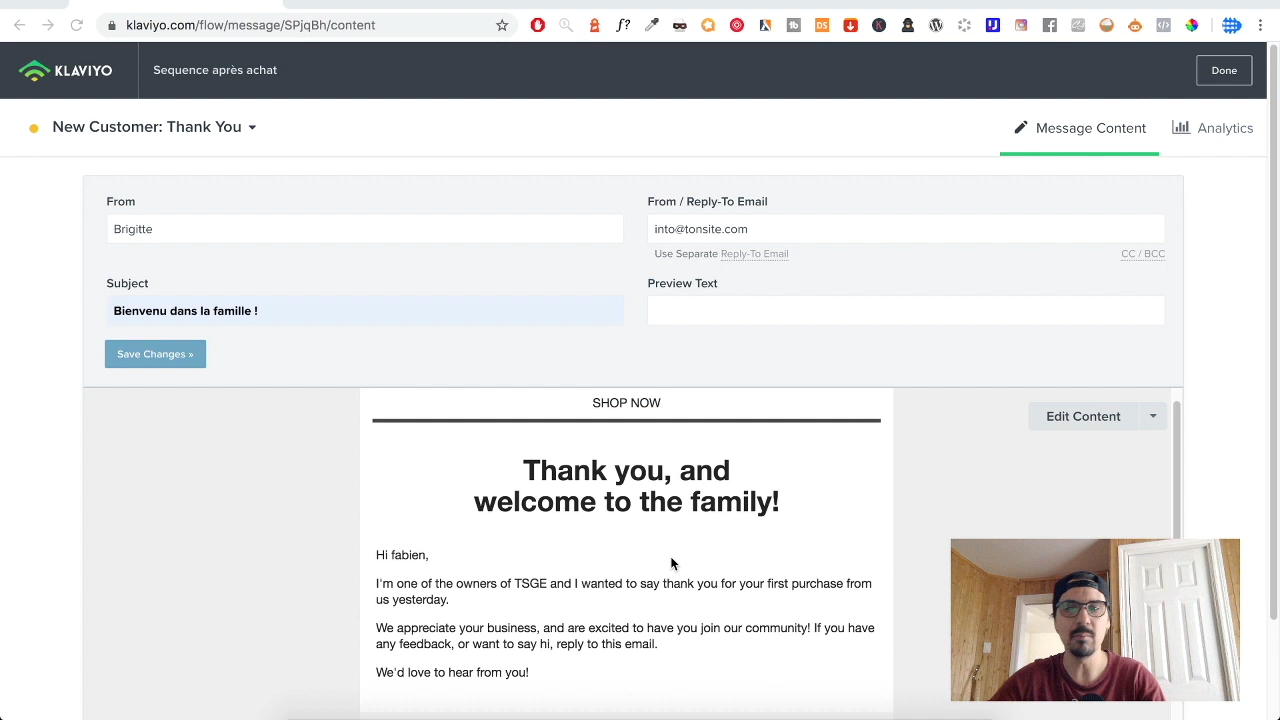 klaviyo.com/flow/message/SPjqBh/content
KLAVIYO
Sequence après achat
Done
New Customer: Thank You
Message Content
Analytics
From
From / Reply-To Email
Brigitte
into@tonsite.com
Use Separate Reply-To Email
CC / BCC
Subject
Preview Text
Bienvenu dans la famille !
Save Changes »
SHOP NOW
Edit Content
Thank you, and
welcome to the family!
Hi fabien,
I'm one of the owners of TSGE and I wanted to say thank you for your first purchase from
us yesterday.
We appreciate your business, and are excited to have you join our community! If you have
any feedback, or want to say hi, reply to this email.
We'd love to hear from you!